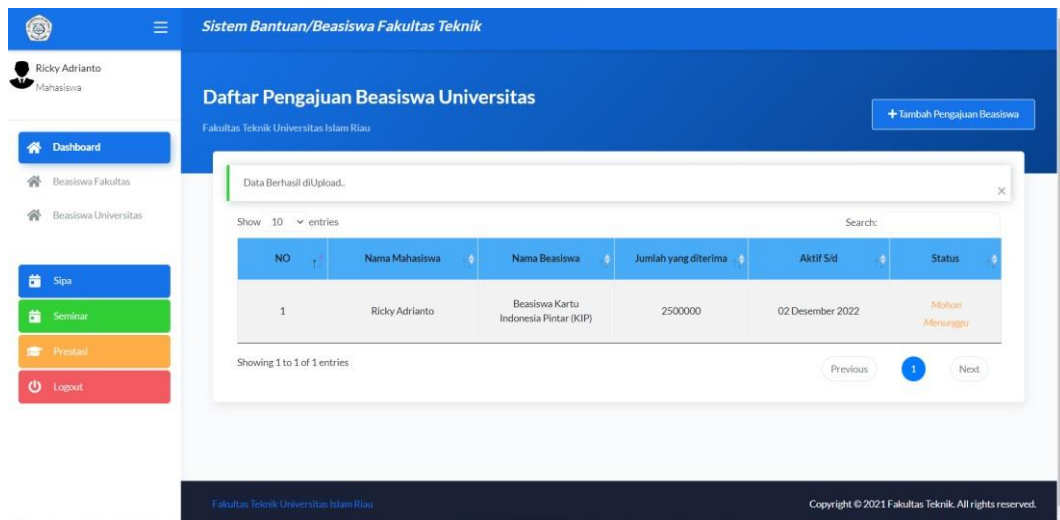 Sistem Bantuan/Beasiswa Fakultas Teknik
Ricky Adrianto
Mahasiswa
Dashboard
Beasiswa Fakultas
Beasiswa Universitas
Sipa
Seminar
Prestasi
Logout
Daftar Pengajuan Beasiswa Universitas
Fakultas Teknik Universitas Islam Riau
+Tambah Pengajuan Beasiswa
Data Berhasil diUpload..
×
Show 10 entries
Search:
NO Nama Mahasiswa Nama Beasiswa Jumlah yang diterima Aktif S/d Status
1 Ricky Adrianto Beasiswa Kartu 2500000 02 Desember 2022 Mohon
Indonesia Pintar (KIP) Menunggu
Showing 1 to 1 of 1 entries
Previous 1 Next
Fakultas Teknik Universitas Islam Riau
Copyright © 2021 Fakultas Teknik. All rights reserved.